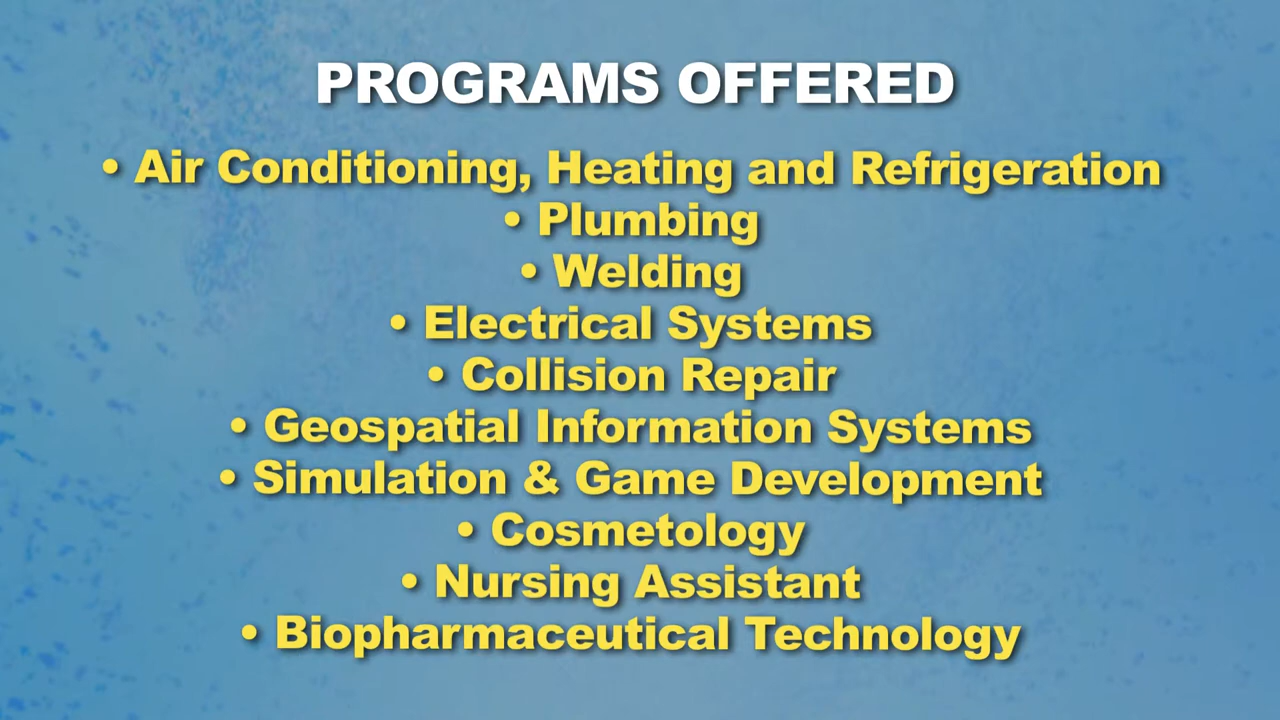 PROGRAMS OFFERED
• Air Conditioning, Heating and Refrigeration
• Plumbing
• Welding
• Electrical Systems
• Collision Repair
• Geospatial Information Systems
• Simulation & Game Development
• Cosmetology
• Nursing Assistant
• Biopharmaceutical Technology